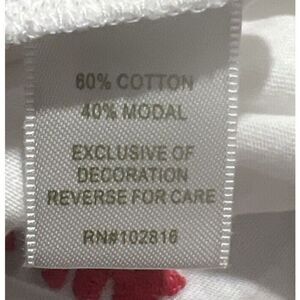 60% COTTON
40% MODAL
EXCLUSIVE OF
DECORATION
REVERSE FOR CARE
RN#102816